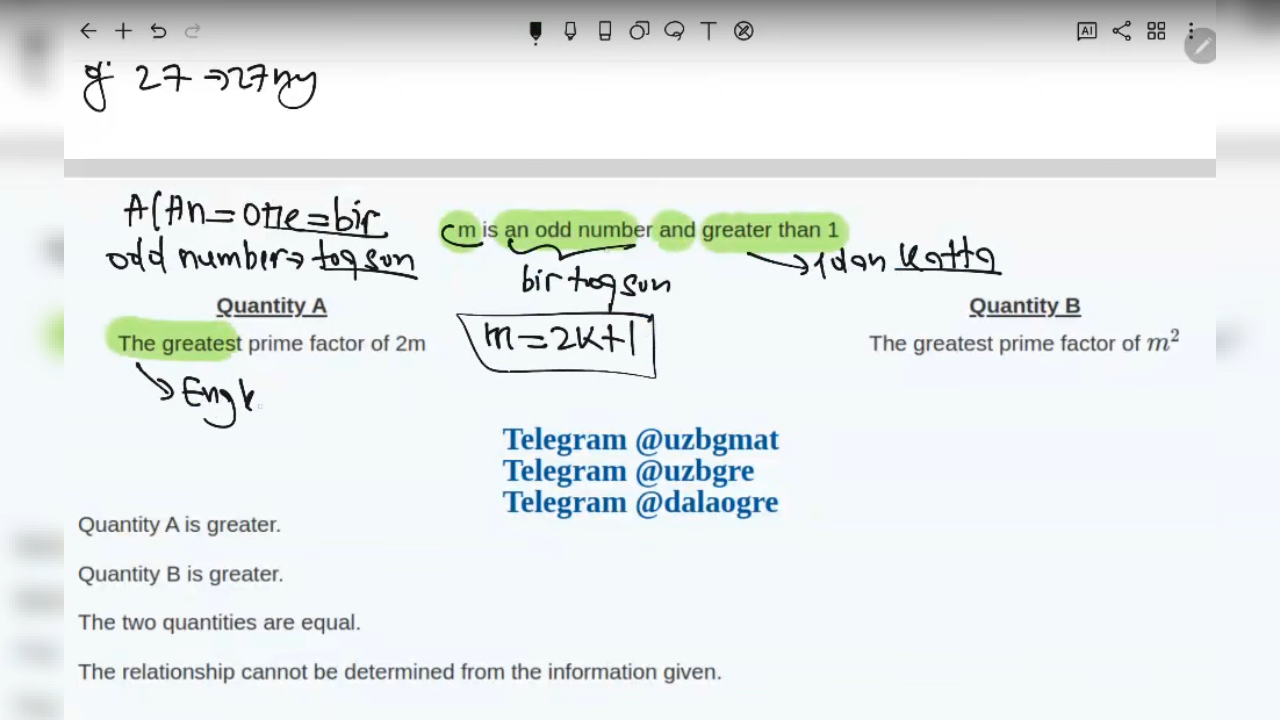 27 → 27
A(An = one = bir
m is an odd number and greater than 1
odd number → toq son
→ 1dan katta
bir toq son
Quantity A
Quantity B
m = 2k+1
The greatest prime factor of 2m
The greatest prime factor of m²
→ Eng k
Telegram @uzbgmat
Telegram @uzbgre
Telegram @dalaogre
Quantity A is greater.
Quantity B is greater.
The two quantities are equal.
The relationship cannot be determined from the information given.